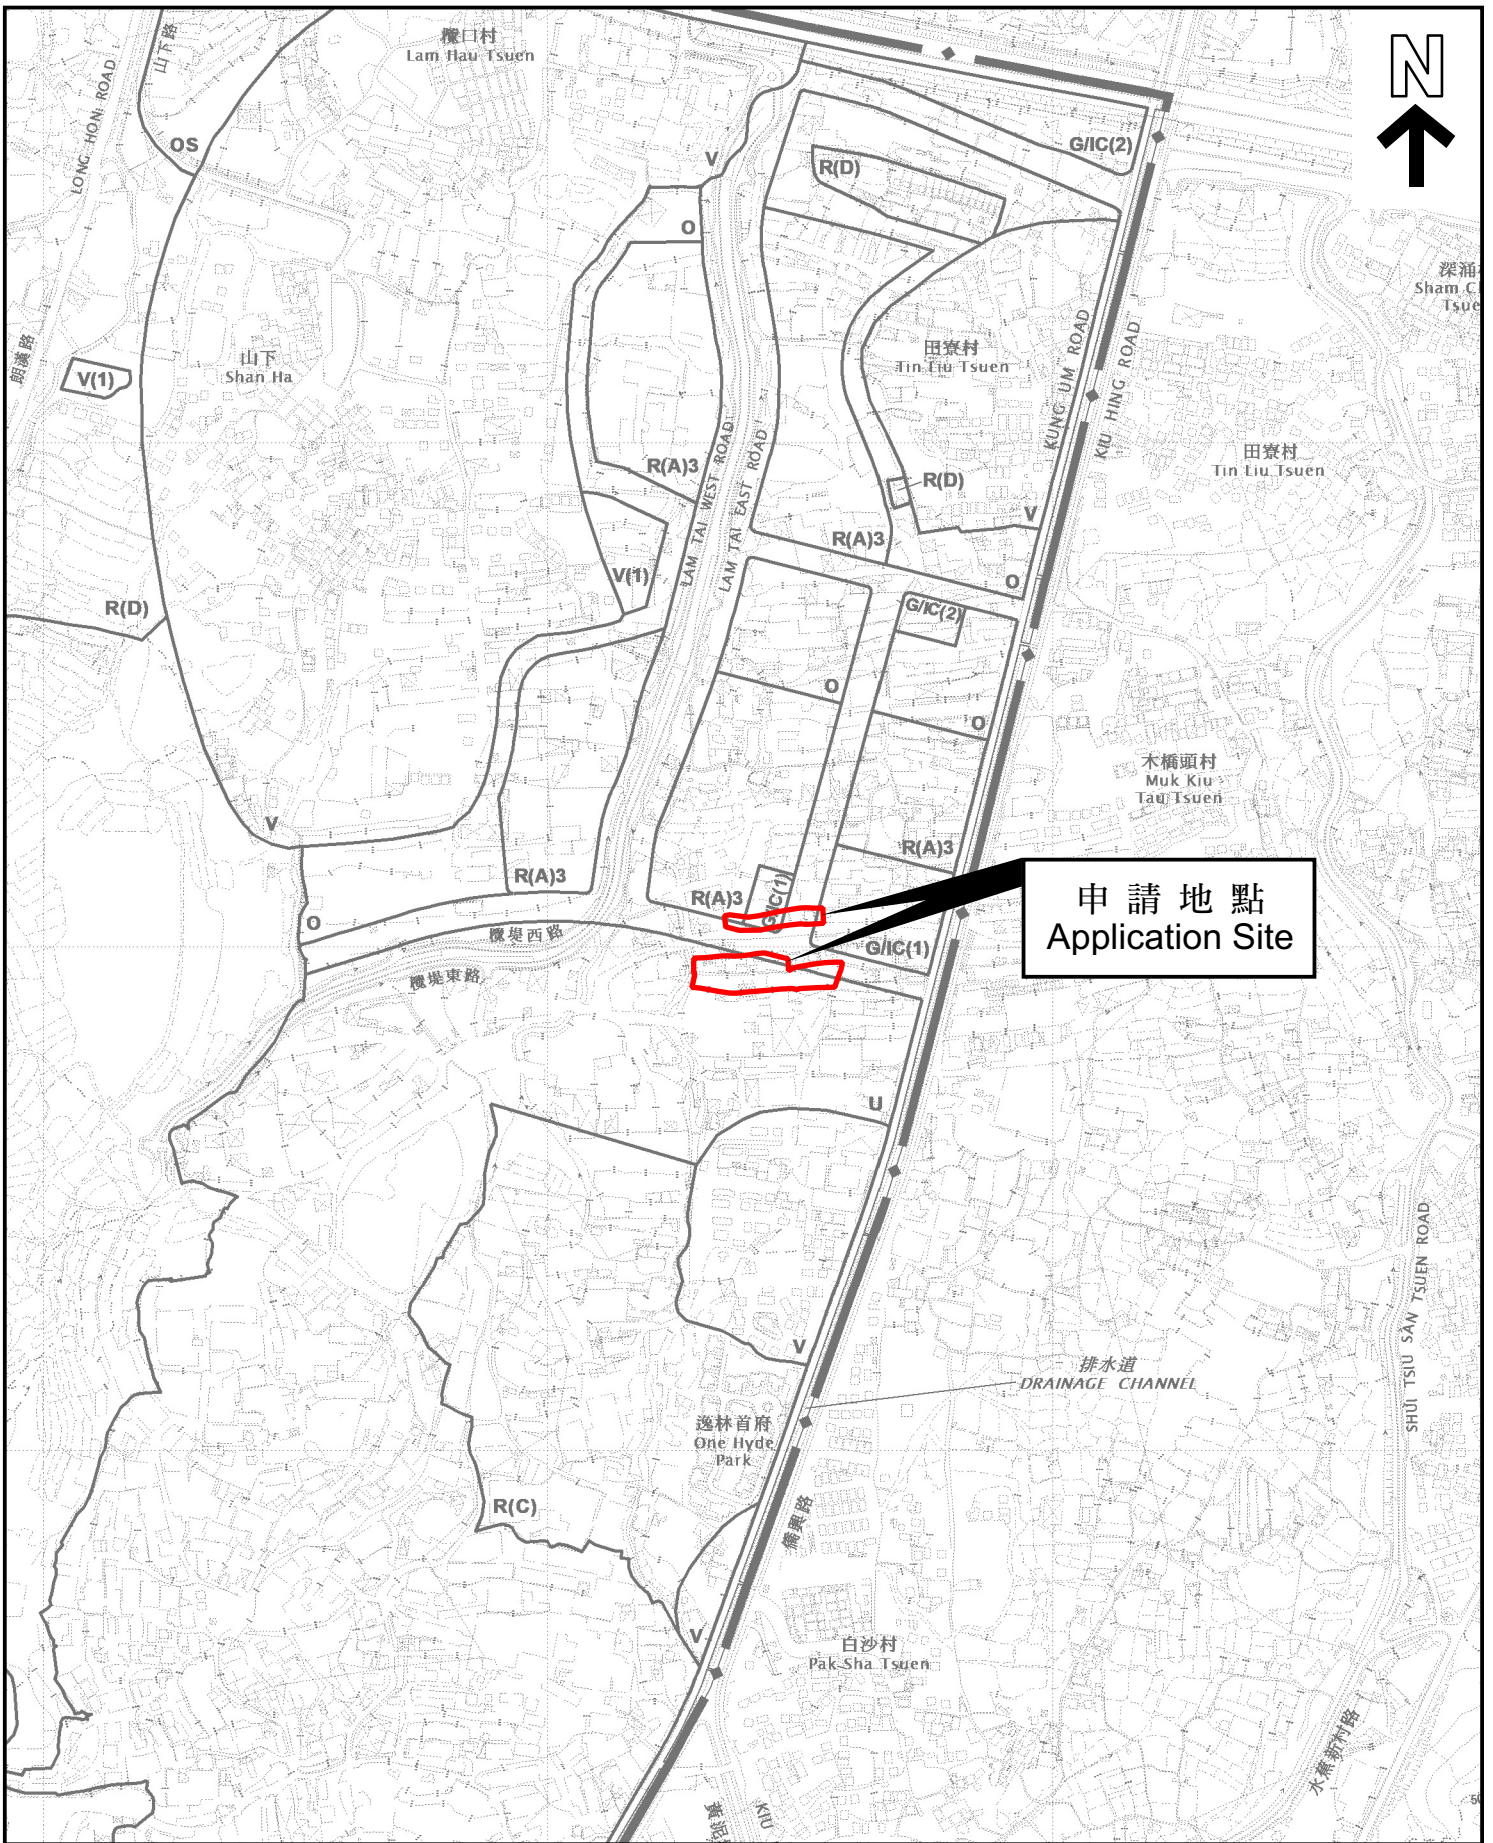 欖口村
Lam Hau Tsuen
N
山下路
LONG HON ROAD
OS
V
G/IC(2)
R(D)
O
深涌
朗漢路
V(1)
山下
Shan Ha
田寮村
Tin Liu Tsuen
KUNG UM ROAD
KIU HING ROAD
田寮村
Tin Liu Tsuen
R(A)3
LAM TAI WEST ROAD
LAM TAI EAST ROAD
R(D)
V
R(A)3
V(1)
O
R(D)
G/IC(2)
O
O
木橋頭村
Muk Kiu
Tau Tsuen
V
R(A)3
R(A)3
R(A)3
G/IC(1)
申請地點
Application Site
O
欖堤西路
G/IC(1)
欖堤東路
U
SHUI TSIU SAN TSUEN ROAD
V
排水道
DRAINAGE CHANNEL
逸林首府
One Hyde
Park
R(C)
僑興路
V
白沙村
Pak Sha Tsuen
水蕉新村路
KIU